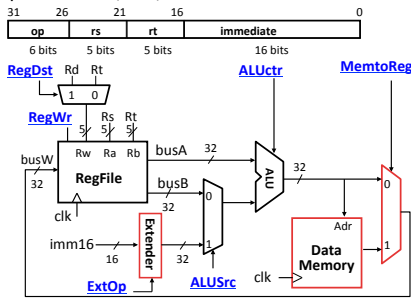 31 26 21 16 0
op rs rt immediate
6 bits 5 bits 5 bits 16 bits
RegDst Rd Rt ALUctr MemtoReg
1 0
RegWr Rs Rt
5 5 5
busW Rw Ra Rb busA 32 32
32 RegFile busB ALU 0
clk 32 0 Adr
imm16 Extender 1 Data 1
16 32 Memory
ExtOp ALUSrc clk